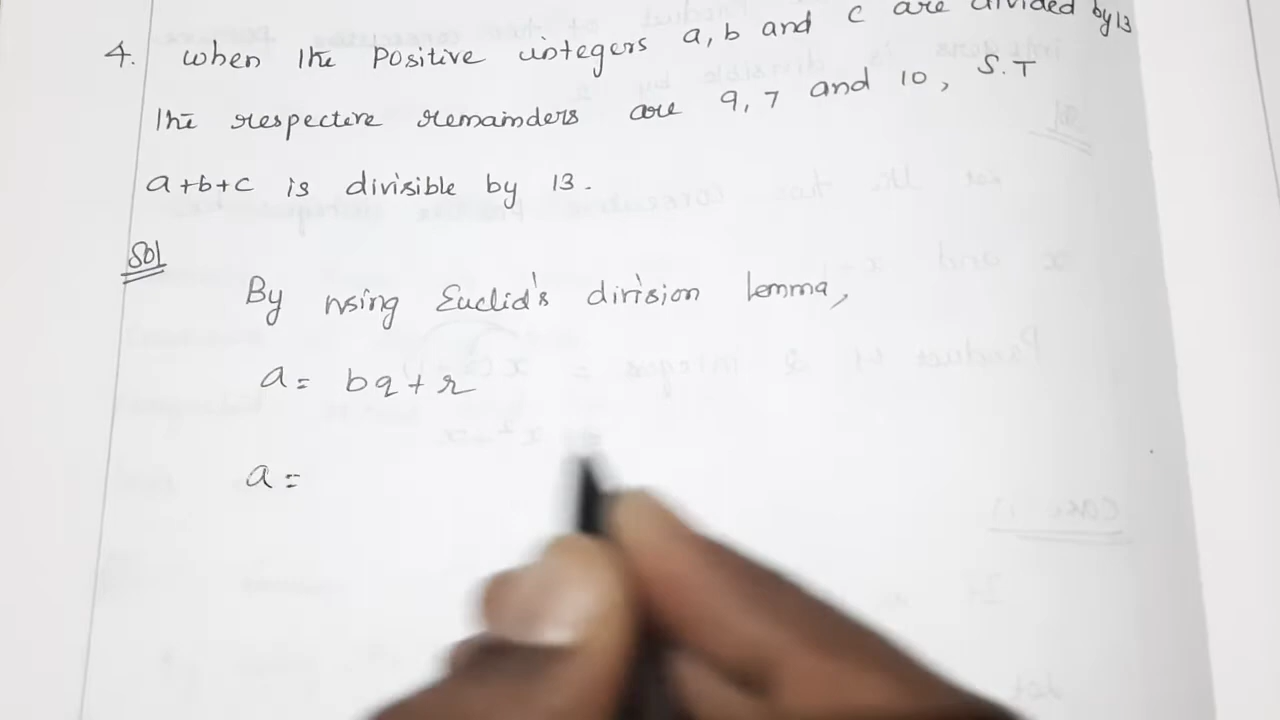 4. When the Positive integers a, b and c are divided by 13
the respective remainders are 9, 7 and 10, S.T
a+b+c is divisible by 13.
Sol
By using Euclid's division lemma,
a = bq + r
a =